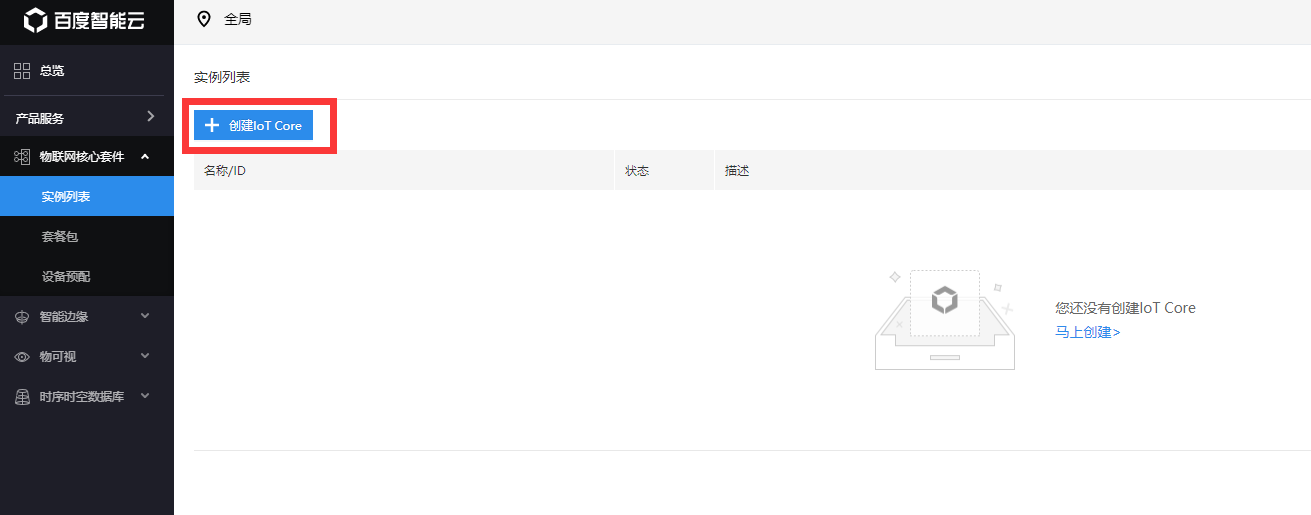 百度智能云
全局
总览
产品服务
物联网核心套件
实例列表
套餐包
设备预配
智能边缘
物可视
时序时空数据库
实例列表
创建IoT Core
名称/ID
状态
描述
您还没有创建IoT Core
马上创建>